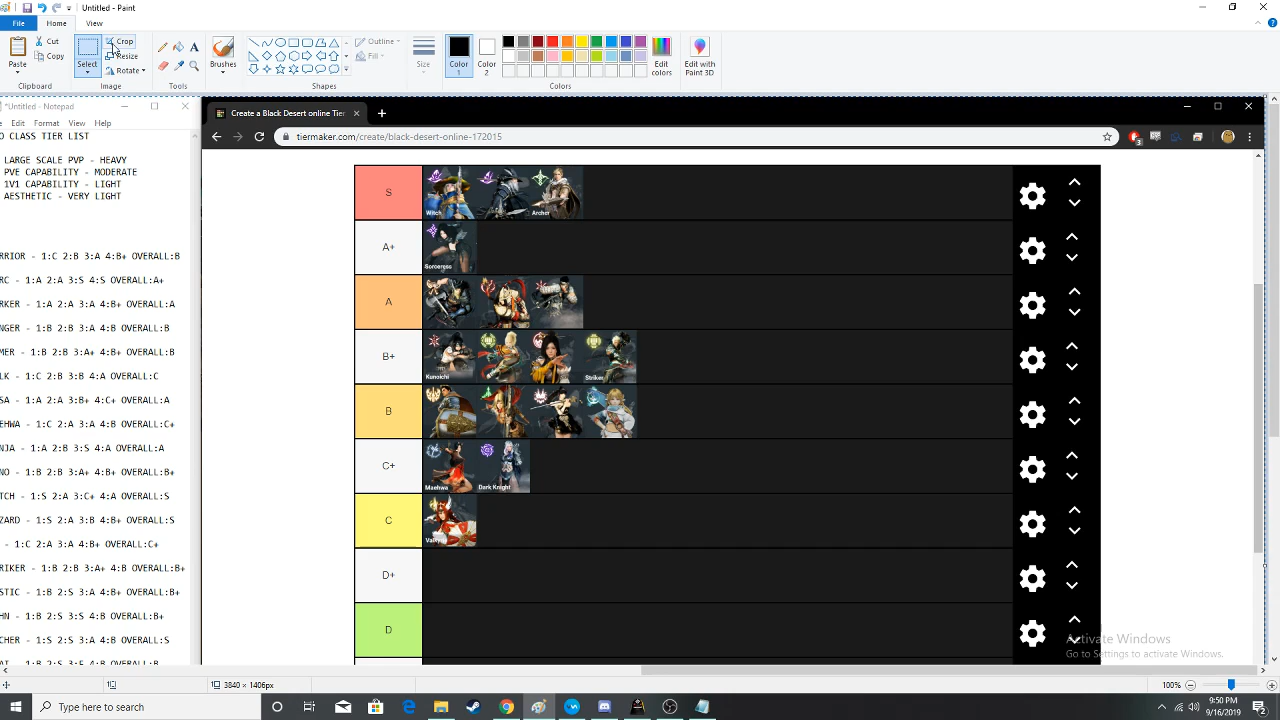 Untitled - Paint
File Home View
Paste
Cut
Copy
Clipboard
Select
Crop
Resize
Rotate
Image
Tools
Brushes
Shapes
Outline
Fill
Size
Color 1
Color 2
Colors
Edit colors
Edit with Paint 3D
*Untitled - Notepad
Edit Format View Help
O CLASS TIER LIST
LARGE SCALE PVP - HEAVY
PVE CAPABILITY - MODERATE
1V1 CAPABILITY - LIGHT
AESTHETIC - VERY LIGHT
RRIOR - 1:C 2:B 3:A 4:B+ OVERALL:B
RC - 1:A 2:A 3:S 4:S OVERALL:A+
RKER - 1:A 2:A 3:A 4:B+ OVERALL:A
NGER - 1:B 2:B 3:A 4:B+ OVERALL:B
MER - 1:B 2:B 3:A+ 4:B+ OVERALL:B
LK - 1:C 2:B 3:B 4:A OVERALL:C
SA - 1:B 2:A 3:B+ 4:C+ OVERALL:A
EHWA - 1:C 2:A 3:B 4:B OVERALL:C+
NJA - 1:B 2:A 3:S 4:A OVERALL:A
NO - 1:B 2:B 3:A+ 4:B+ OVERALL:B+
TCH - 1:S 2:A 3:C+ 4:A OVERALL:S
ZARD - 1:S 2:A 3:B 4:B+ OVERALL:S
- 1:C 2:A 3:B 4:B+ OVERALL:C+
RIKER - 1:B 2:A 3:B+ 4:B+ OVERALL:B+
STIC - 1:B 2:A 3:A 4:B+ OVERALL:B+
HN - 1:B 2:B 3:S 4:B OVERALL:B+
CHER - 1:S 2:S 3:A 4:B OVERALL:S
Create a Black Desert online Tier
tiermaker.com/create/black-desert-online-172015
3
S
Witch
Archer
A+
Sorceress
A
B+
Kunoichi
Striker
B
C+
Maehwa
Dark Knight
C
D+
D
Activate Windows
Go to Settings to activate Windows.
3840 × 1406px
100%
Type here to search
9:50 PM
9/16/2019
2